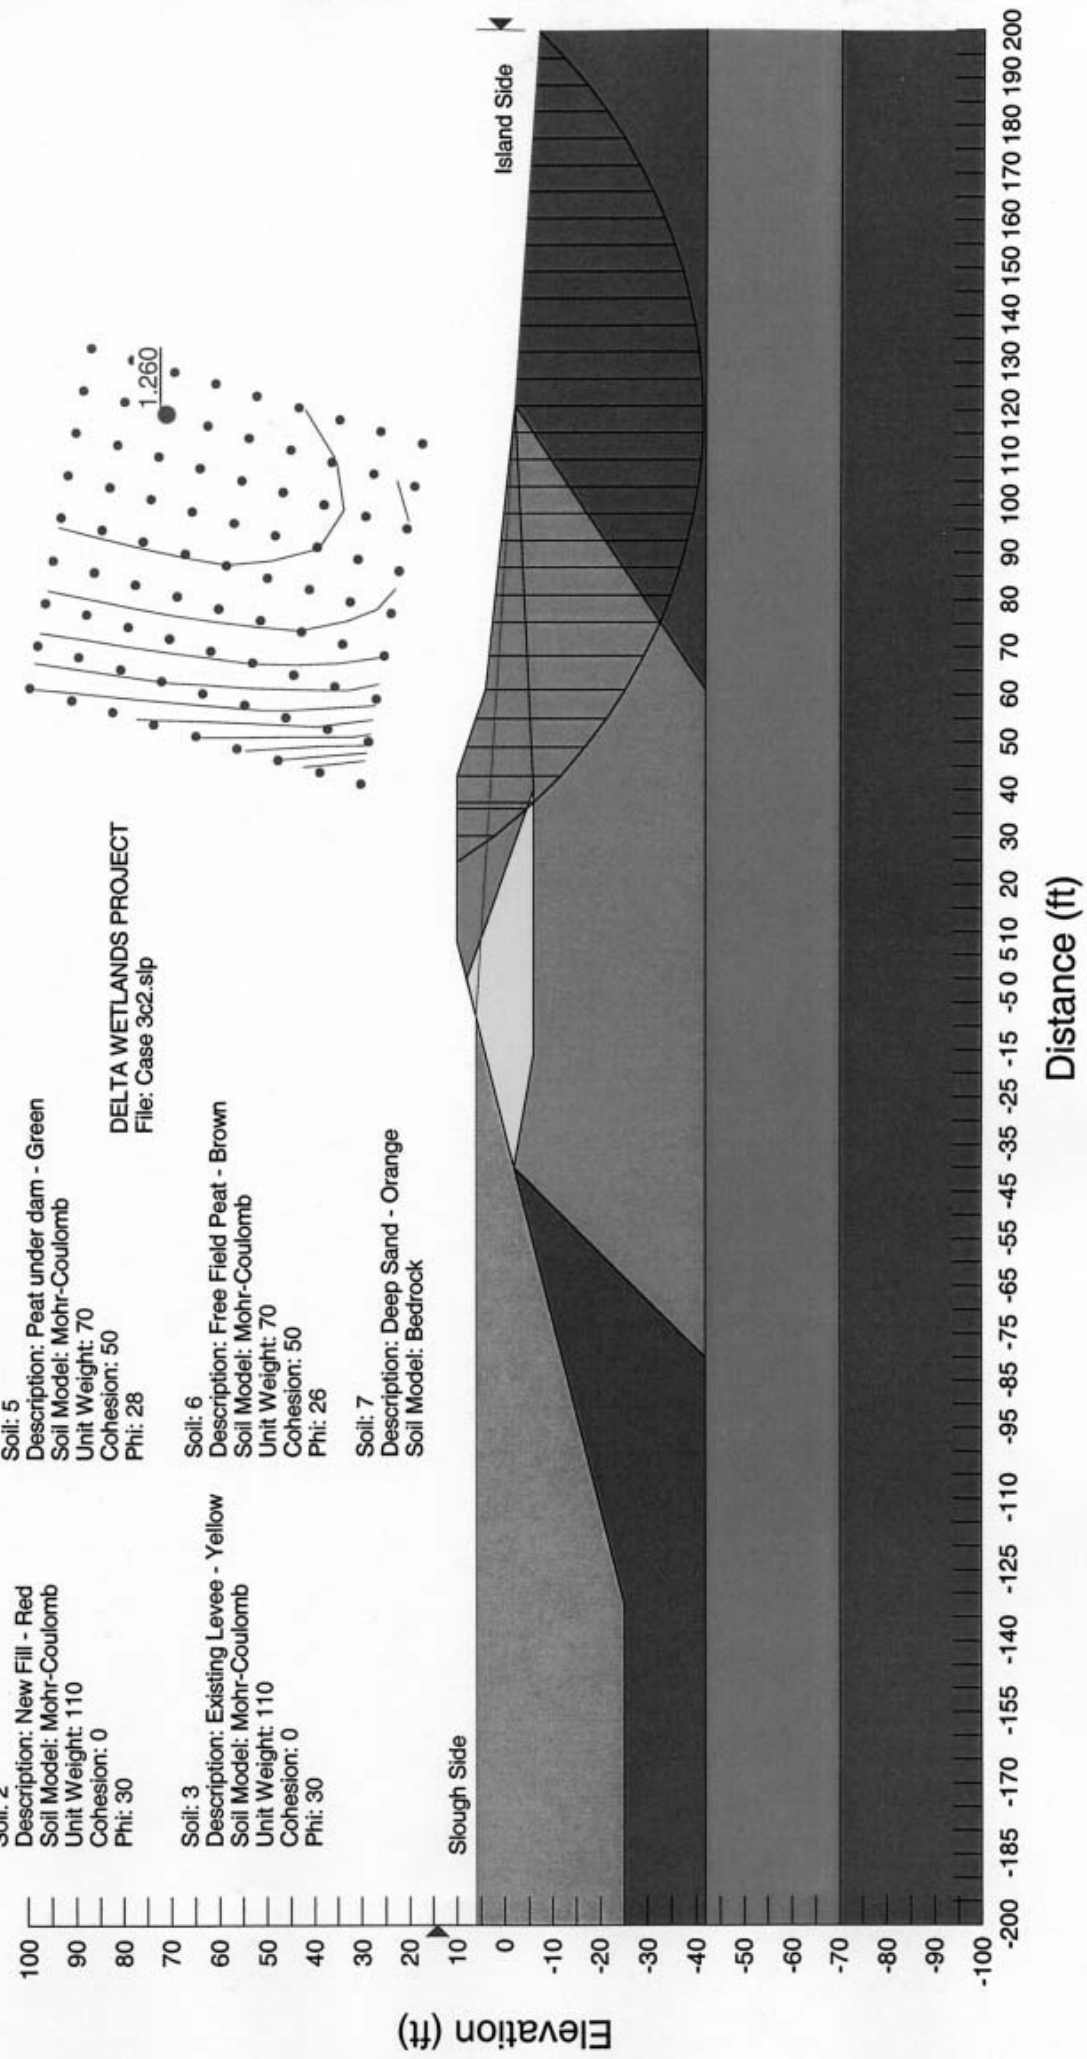 Soil: 2
Description: New Fill - Red
Soil Model: Mohr-Coulomb
Unit Weight: 110
Cohesion: 0
Phi: 30
Soil: 3
Description: Existing Levee - Yellow
Soil Model: Mohr-Coulomb
Unit Weight: 110
Cohesion: 0
Phi: 30
Soil: 5
Description: Peat under dam - Green
Soil Model: Mohr-Coulomb
Unit Weight: 70
Cohesion: 50
Phi: 28
Soil: 6
Description: Free Field Peat - Brown
Soil Model: Mohr-Coulomb
Unit Weight: 70
Cohesion: 50
Phi: 26
Soil: 7
Description: Deep Sand - Orange
Soil Model: Bedrock
DELTA WETLANDS PROJECT
File: Case 3c2.slp
1.260
Slough Side
Island Side
Elevation (ft)
100
90
80
70
60
50
40
30
20
10
0
-10
-20
-30
-40
-50
-60
-70
-80
-90
-100
-200 -185 -170 -155 -140 -125 -110 -95 -85 -75 -65 -55 -45 -35 -25 -15 -5 0 5 10 20 30 40 50 60 70 80 90 100 110 120 130 140 150 160 170 180 190 200
Distance (ft)